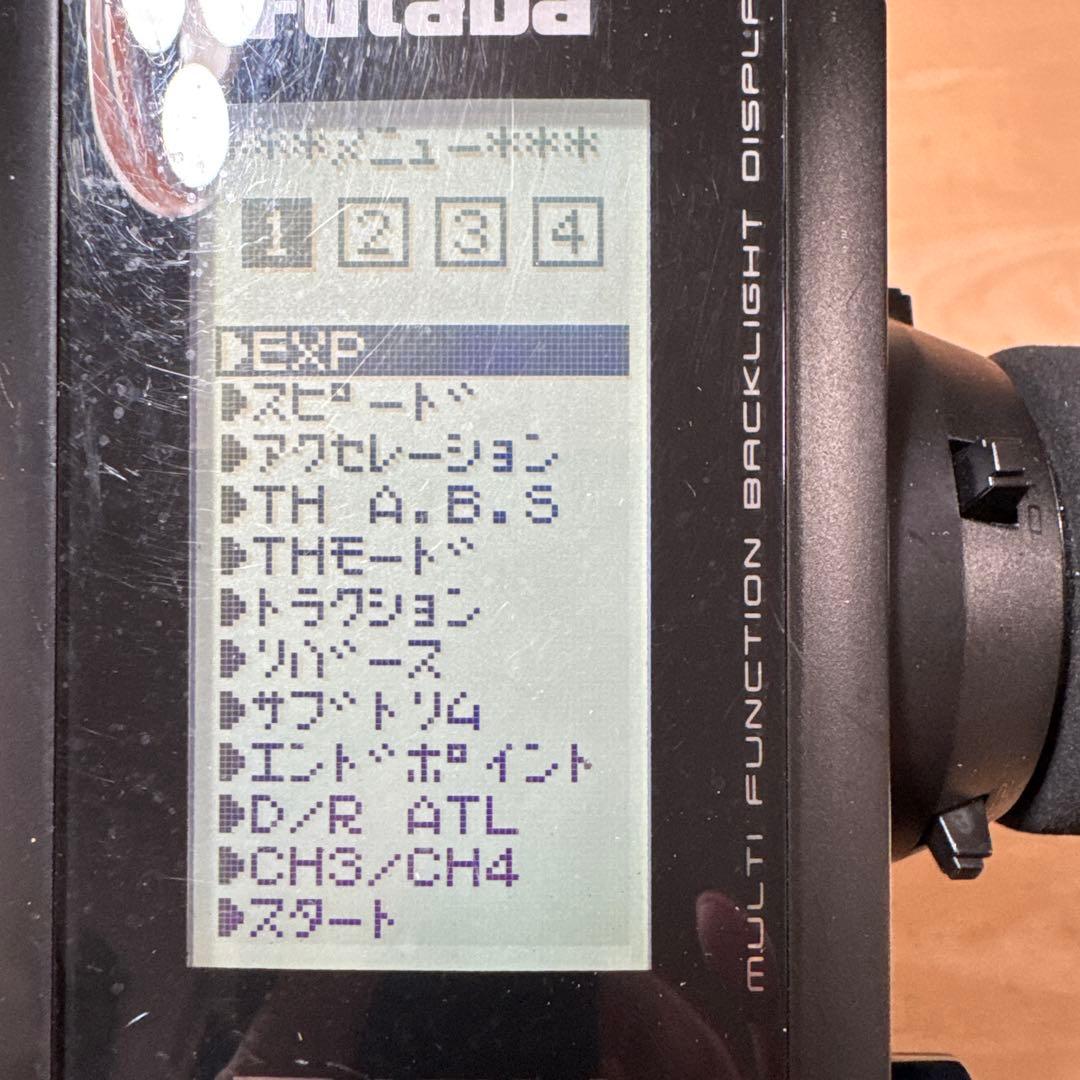 Futaba
***メニュー***
1 2 3 4
▶EXP
▶スピード
▶アクセレーション
▶TH A.B.S
▶THモード
▶トラクション
▶リバース
▶サブトリム
▶エンドポイント
▶D/R ATL
▶CH3/CH4
▶スタート
MULTI FUNCTION BACKLIGHT